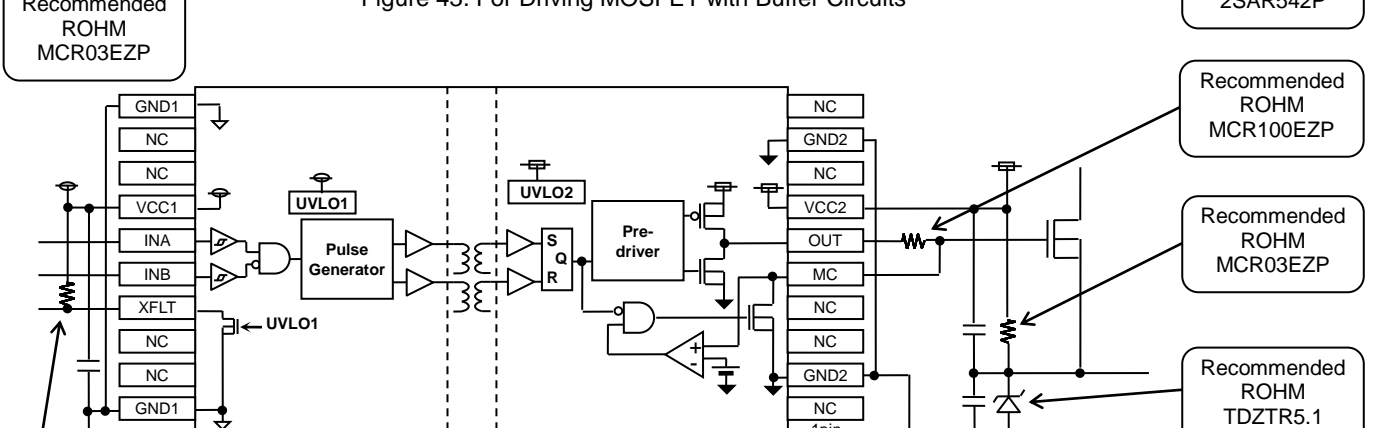 Recommended
ROHM
MCR03EZP
Figure 43. For Driving MOSFET with Buffer Circuits
2SAR542P
Recommended
ROHM
MCR100EZP
Recommended
ROHM
MCR03EZP
Recommended
ROHM
TDZTR5.1
GND1
NC
NC
VCC1
INA
INB
XFLT
NC
NC
GND1
UVLO1
Pulse
Generator
UVLO1
UVLO2
S
Q
R
Pre-
driver
+
-
NC
GND2
NC
VCC2
OUT
MC
NC
NC
GND2
NC
1pin